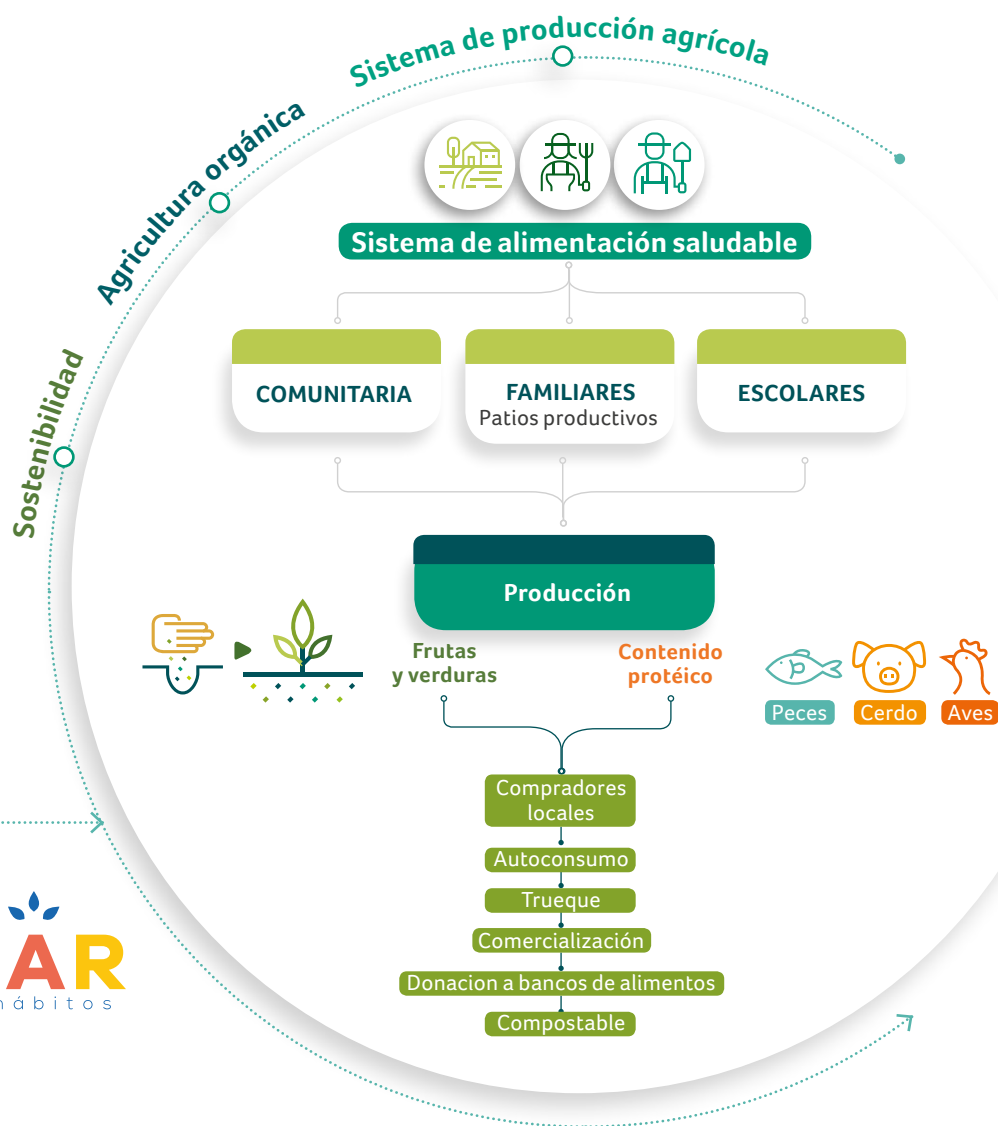 Sistema de producción agrícola
Agricultura orgánica
Sostenibilidad
Sistema de alimentación saludable
COMUNITARIA
FAMILIARES
Patios productivos
ESCOLARES
Producción
Frutas
y verduras
Contenido
protéico
Peces
Cerdo
Aves
Compradores
locales
Autoconsumo
Trueque
Comercialización
Donacion a bancos de alimentos
Compostable
AR
hábitos